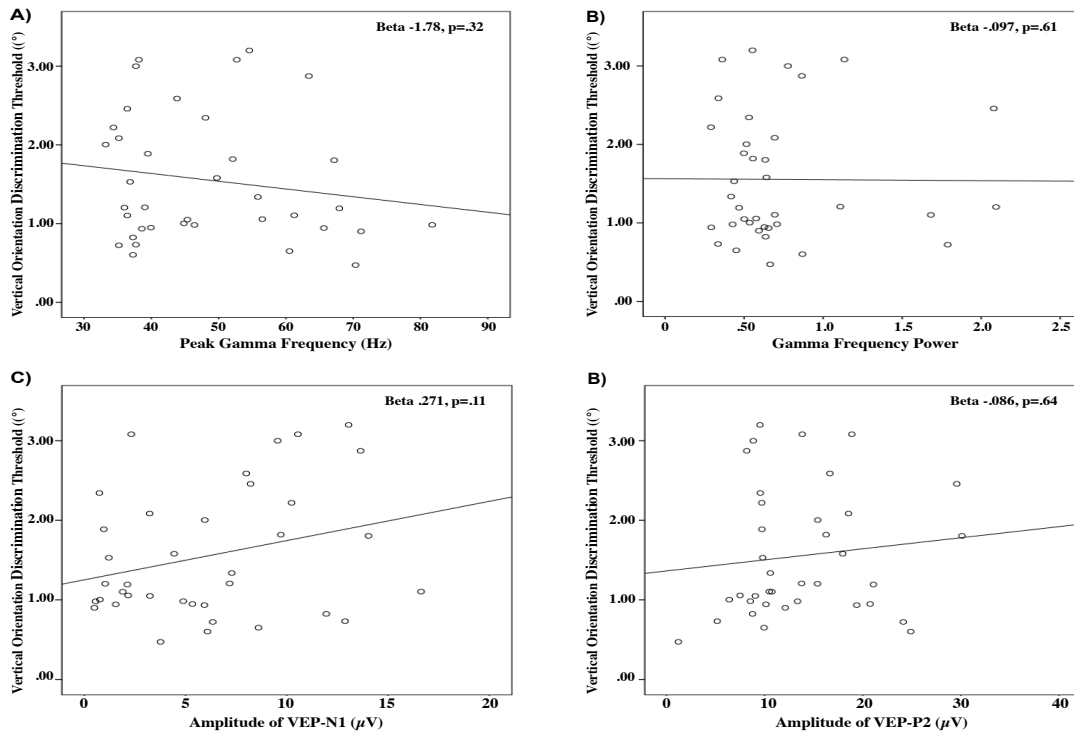 A)
Beta -1.78, p=.32
Vertical Orientation Discrimination Threshold ((°)
3.00
2.00
1.00
.00
30 40 50 60 70 80 90
Peak Gamma Frequency (Hz)
B)
Beta -.097, p=.61
Vertical Orientation Discrimination Threshold ((°)
3.00
2.00
1.00
.00
0 .50 1.0 1.5 2.0 2.5
Gamma Frequency Power
C)
Beta .271, p=.11
Vertical Orientation Discrimination Threshold ((°)
3.00
2.00
1.00
.00
0 5 10 15 20
Amplitude of VEP-N1 (µV)
B)
Beta -.086, p=.64
Vertical Orientation Discrimination Threshold ((°)
3.00
2.00
1.00
.00
0 10 20 30 40
Amplitude of VEP-P2 (µV)